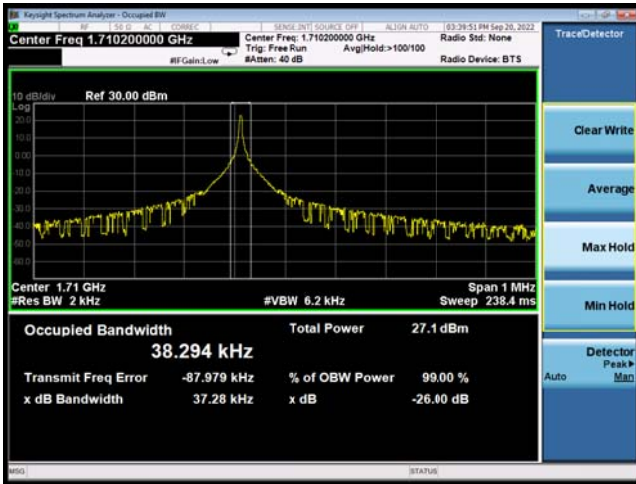 Keysight Spectrum Analyzer - Occupied BW
RF 50 Ω AC CORREC SENSE:INT SOURCE OFF ALIGN AUTO 03:39:51 PM Sep 20, 2022
Center Freq 1.710200000 GHz Center Freq: 1.710200000 GHz Radio Std: None
Trig: Free Run Avg|Hold:>100/100
#IFGain:Low #Atten: 40 dB Radio Device: BTS
10 dB/div Ref 30.00 dBm
Log
20.0
10.0
0.00
-10.0
-20.0
-30.0
-40.0
-50.0
-60.0
Center 1.71 GHz Span 1 MHz
#Res BW 2 kHz #VBW 6.2 kHz Sweep 238.4 ms
Occupied Bandwidth Total Power 27.1 dBm
38.294 kHz
Transmit Freq Error -87.979 kHz % of OBW Power 99.00 %
x dB Bandwidth 37.28 kHz x dB -26.00 dB
MSG STATUS
Trace/Detector
Clear Write
Average
Max Hold
Min Hold
Detector
Peak▶
Auto Man